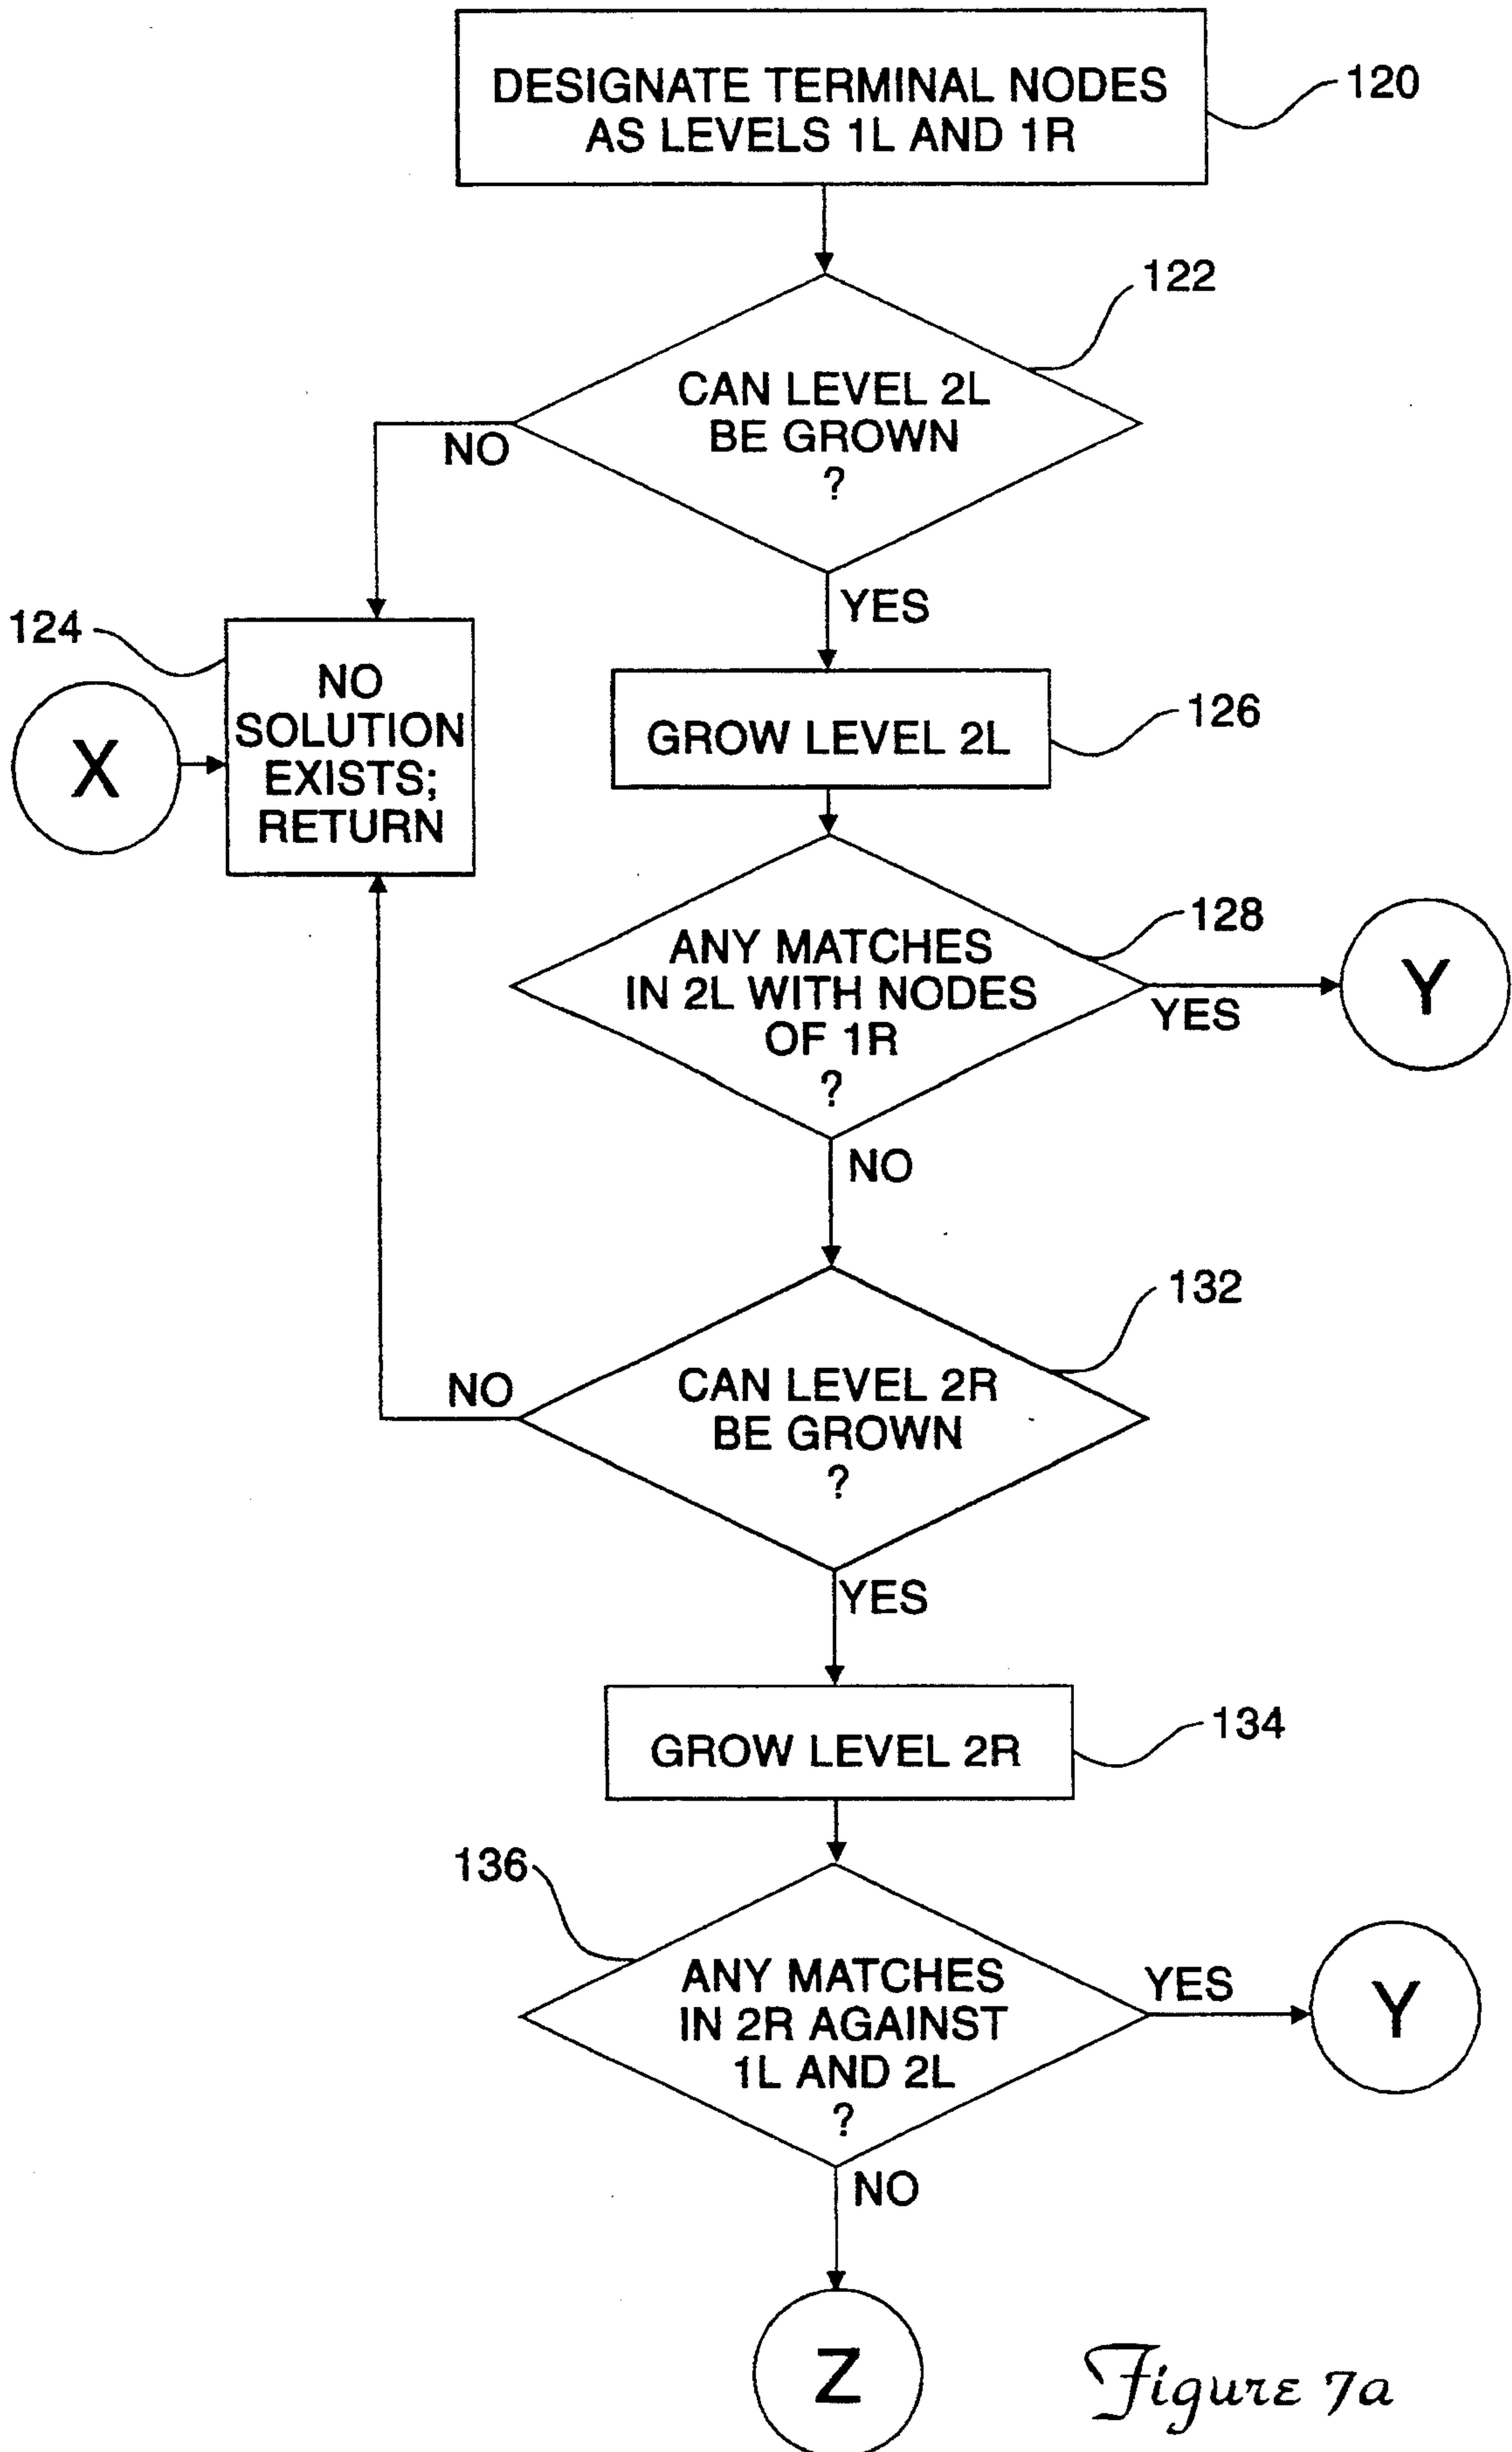 DESIGNATE TERMINAL NODES
AS LEVELS 1L AND 1R
120
122
CAN LEVEL 2L
BE GROWN
?
NO
YES
124
NO
SOLUTION
EXISTS;
RETURN
X
GROW LEVEL 2L
126
128
ANY MATCHES
IN 2L WITH NODES
OF 1R
?
YES
Y
NO
132
CAN LEVEL 2R
BE GROWN
?
NO
YES
GROW LEVEL 2R
134
136
ANY MATCHES
IN 2R AGAINST
1L AND 2L
?
YES
Y
NO
Z
Figure 7a